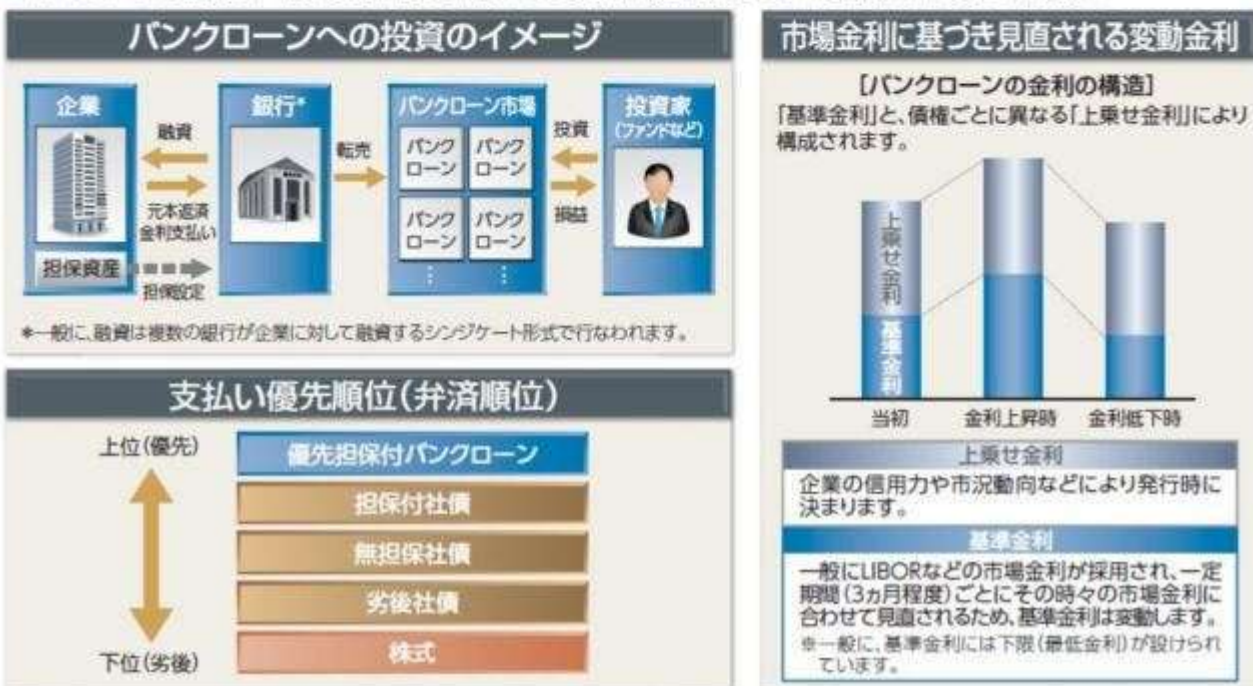 バンクローンへの投資のイメージ
企業
融資
元本返済
金利支払い
担保資産
担保設定
銀行*
転売
バンクローン市場
バンク
ローン
バンク
ローン
バンク
ローン
バンク
ローン
投資
損益
投資家
(ファンドなど)
*一般に、融資は複数の銀行が企業に対して融資するシンジケート形式で行なわれます。
支払い優先順位(弁済順位)
上位(優先)
下位(劣後)
優先担保付バンクローン
担保付社債
無担保社債
劣後社債
株式
市場金利に基づき見直される変動金利
[バンクローンの金利の構造]
「基準金利」と、債権ごとに異なる「上乗せ金利」により
構成されます。
上乗せ金利
基準金利
当初
金利上昇時
金利低下時
上乗せ金利
企業の信用力や市況動向などにより発行時に
決まります。
基準金利
一般にLIBORなどの市場金利が採用され、一定
期間(3ヵ月程度)ごとにその時々の市場金利に
合わせて見直されるため、基準金利は変動します。
※一般に、基準金利には下限(最低金利)が設けられ
ています。